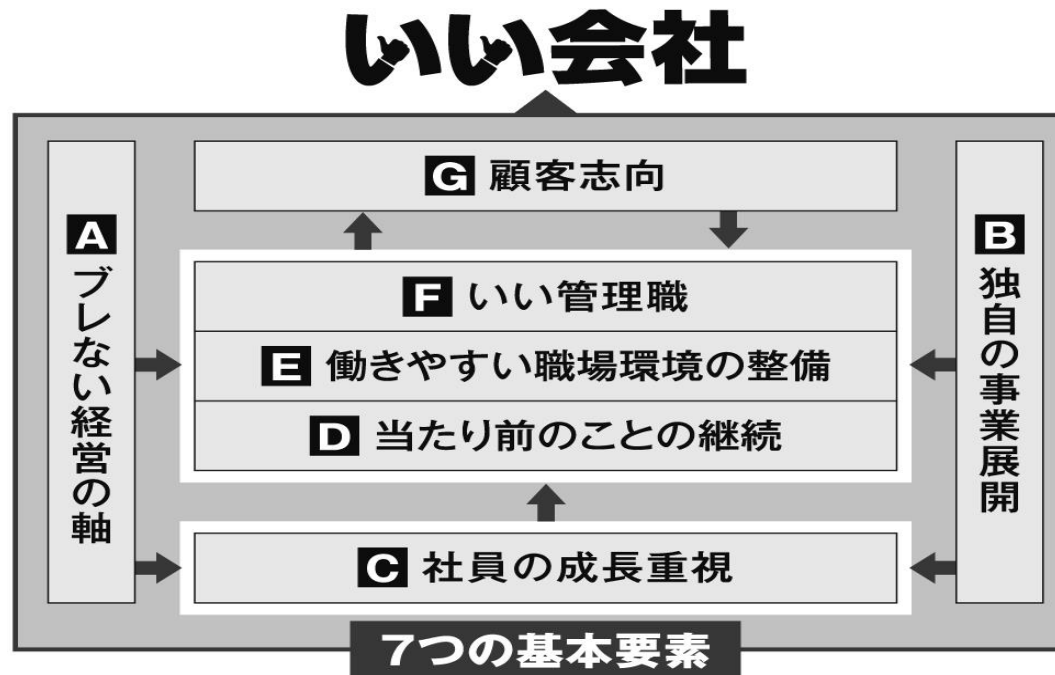 いい会社
G 顧客志向
A ブレない経営の軸
B 独自の事業展開
F いい管理職
E 働きやすい職場環境の整備
D 当たり前のことの継続
C 社員の成長重視
7つの基本要素